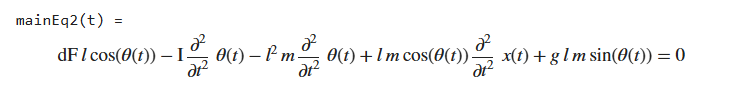 mainEq2(t) =
dF l cos(θ(t)) − I ∂²/∂t² θ(t) − l² m ∂²/∂t² θ(t) + l m cos(θ(t)) ∂²/∂t² x(t) + g l m sin(θ(t)) = 0